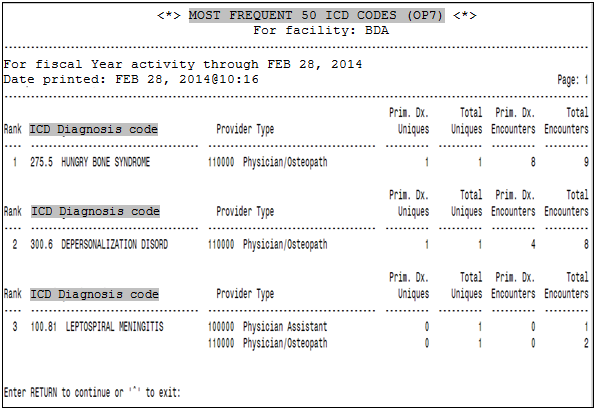 <*> MOST FREQUENT 50 ICD CODES (OP7) <*>
For facility: BDA
For fiscal Year activity through FEB 28, 2014
Date printed: FEB 28, 2014@10:16 Page: 1
Prim. Dx. Total Prim. Dx. Total
Rank ICD Diagnosis code Provider Type Uniques Uniques Encounters Encounters
1 275.5 HUNGRY BONE SYNDROME 110000 Physician/Osteopath 1 1 8 9
Prim. Dx. Total Prim. Dx. Total
Rank ICD Diagnosis code Provider Type Uniques Uniques Encounters Encounters
2 300.6 DEPERSONALIZATION DISORD 110000 Physician/Osteopath 1 1 4 8
Prim. Dx. Total Prim. Dx. Total
Rank ICD Diagnosis code Provider Type Uniques Uniques Encounters Encounters
3 100.81 LEPTOSPIRAL MENINGITIS 100000 Physician Assistant 0 1 0 1
110000 Physician/Osteopath 0 1 0 2
Enter RETURN to continue or '^' to exit: